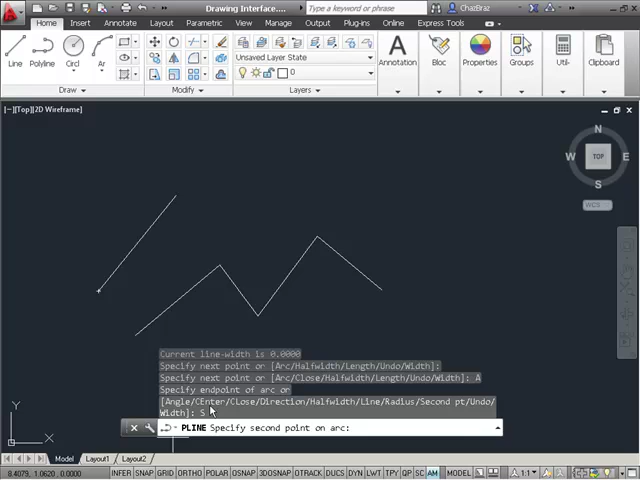 Drawing Interface....
Type a keyword or phrase
ChatBraz
Home Insert Annotate Layout Parametric View Manage Output Plug-ins Online Express Tools
Line Polyline Circl Ar
Unsaved Layer State
0
Annotation Bloc Properties Groups Util- Clipboard
Draw Modify Layers
[−][Top][2D Wireframe]
N
W TOP E
S
WCS
Current line-width is 0.0000
Specify next point or [Arc/Halfwidth/Length/Undo/Width]:
Specify next point or [Arc/Close/Halfwidth/Length/Undo/Width]: A
Specify endpoint of arc or
[Angle/CEnter/CLose/Direction/Halfwidth/Line/Radius/Second pt/Undo/
Width]: S
PLINE Specify second point on arc:
Y
X
Model Layout1 Layout2
8.4079, 1.0620, 0.0000 INFER SNAP GRID ORTHO POLAR OSNAP 3DOSNAP OTRACK DUCS DYN LWT TPY QP SC AM MODEL 1:1